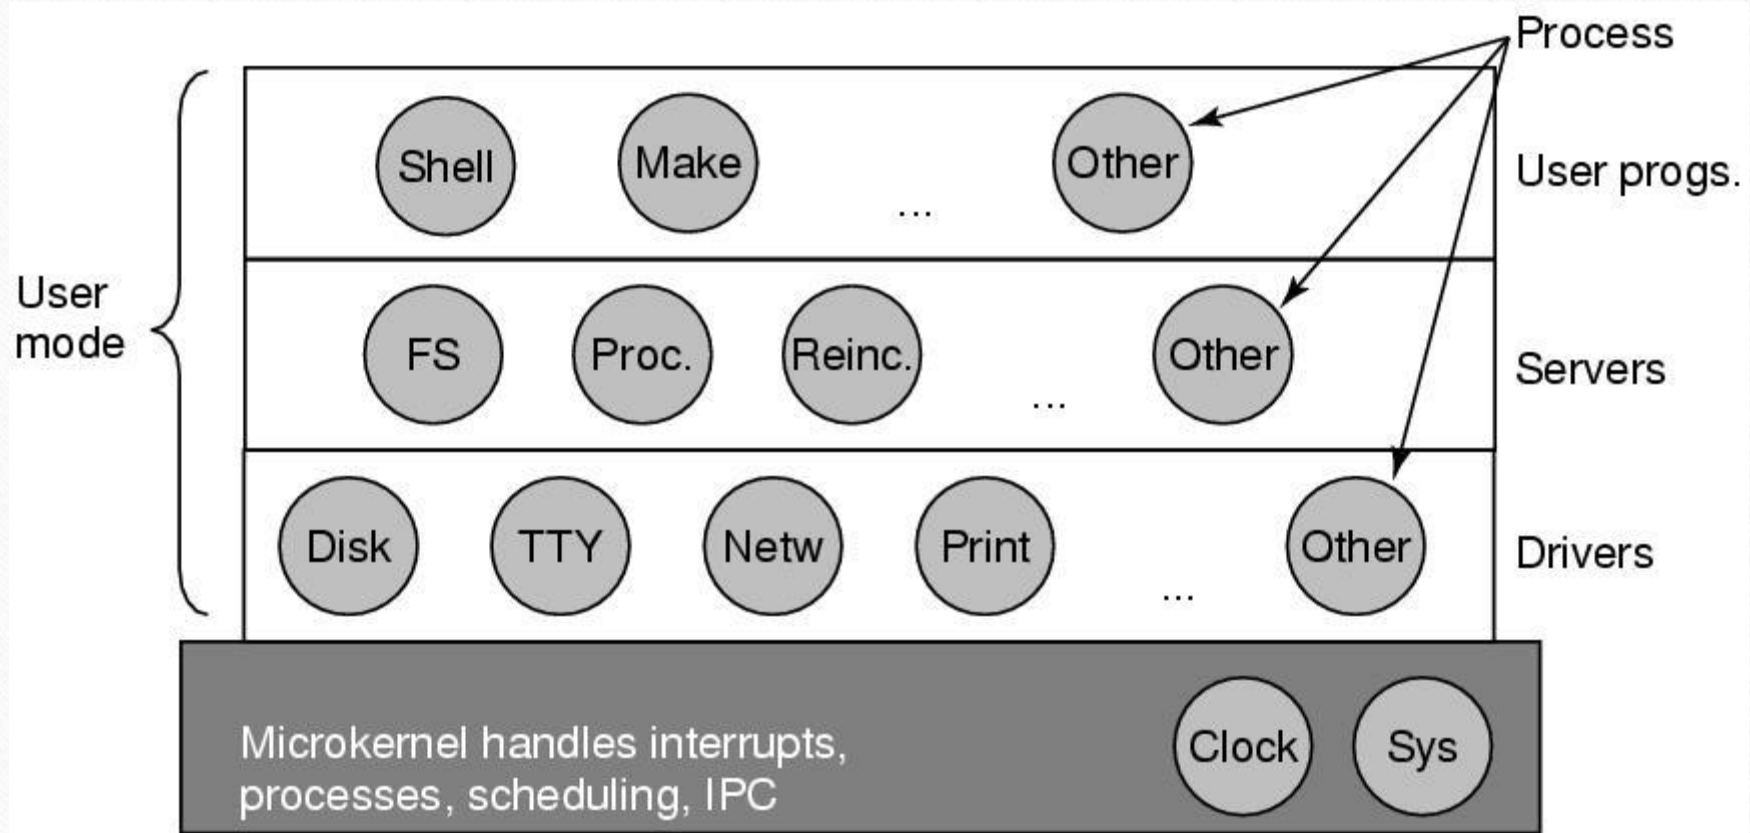 Process
Shell
Make
...
Other
User progs.
User
mode
FS
Proc.
Reinc.
...
Other
Servers
Disk
TTY
Netw
Print
...
Other
Drivers
Microkernel handles interrupts,
processes, scheduling, IPC
Clock
Sys